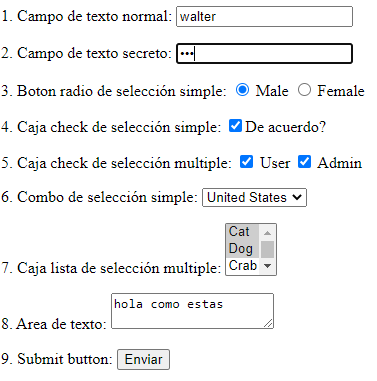 1. Campo de texto normal: walter
2. Campo de texto secreto: •••
3. Boton radio de selección simple: Male Female
4. Caja check de selección simple: De acuerdo?
5. Caja check de selección multiple: User Admin
6. Combo de selección simple: United States
Cat
Dog
7. Caja lista de selección multiple: Crab
hola como estas
8. Area de texto:
9. Submit button: Enviar